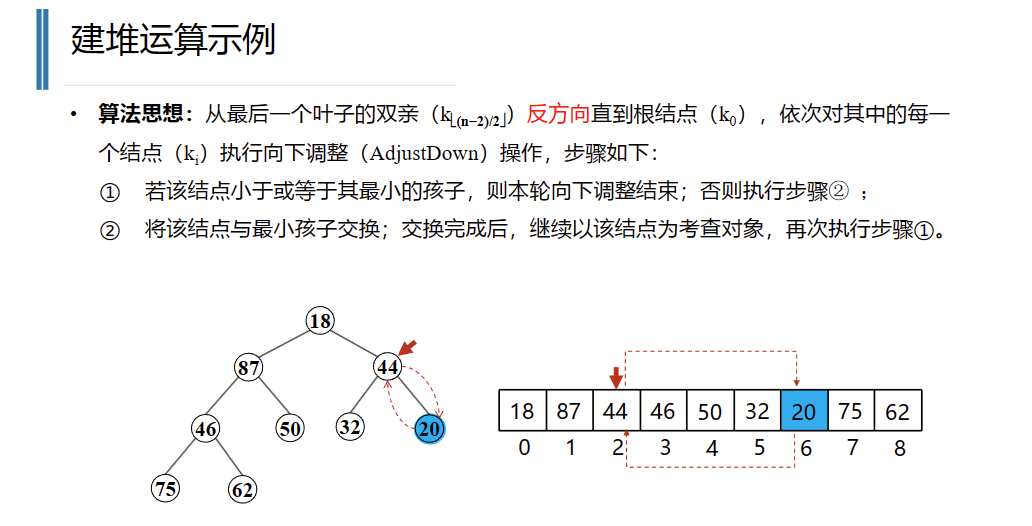 建堆运算示例
• 算法思想：从最后一个叶子的双亲（k⌊(n−2)/2⌋）反方向直到根结点（k0），依次对其中的每一
个结点（ki）执行向下调整（AdjustDown）操作，步骤如下：
① 若该结点小于或等于其最小的孩子，则本轮向下调整结束；否则执行步骤②；
② 将该结点与最小孩子交换；交换完成后，继续以该结点为考查对象，再次执行步骤①。
18
87 44
46 50 32 20
75 62
18 87 44 46 50 32 20 75 62
0 1 2 3 4 5 6 7 8